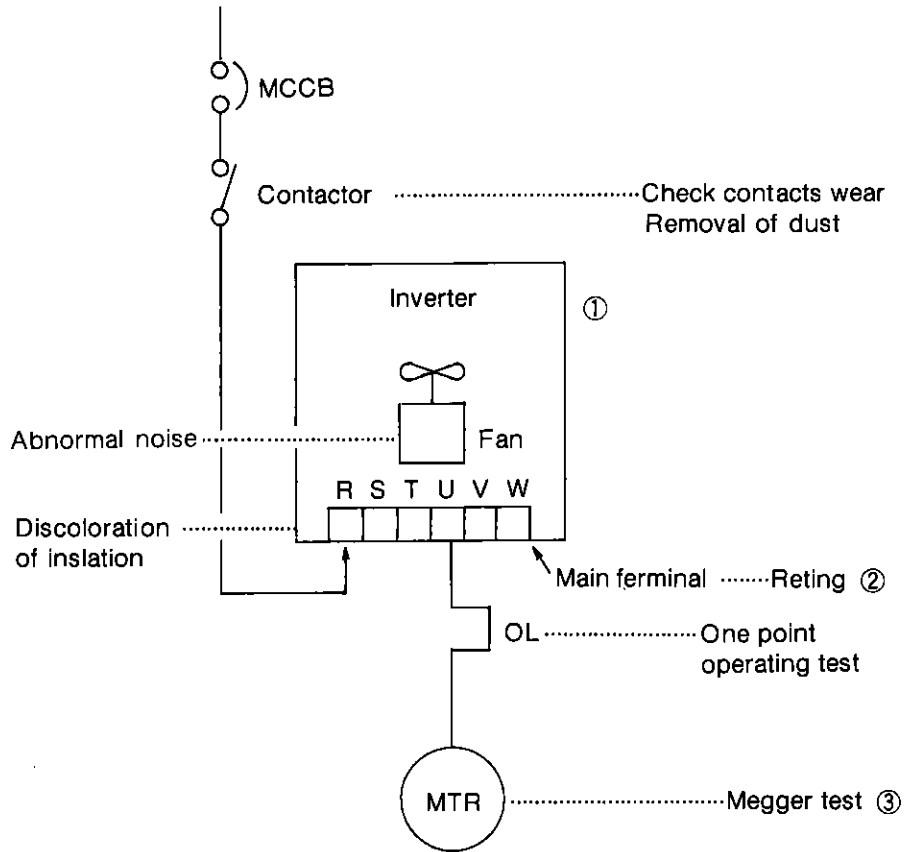 MCCB
Contactor
Check contacts wear
Removal of dust
Inverter
①
Abnormal noise
Fan
R S T U V W
Discoloration
of inslation
Main ferminal
Reting ②
OL
One point
operating test
MTR
Megger test ③